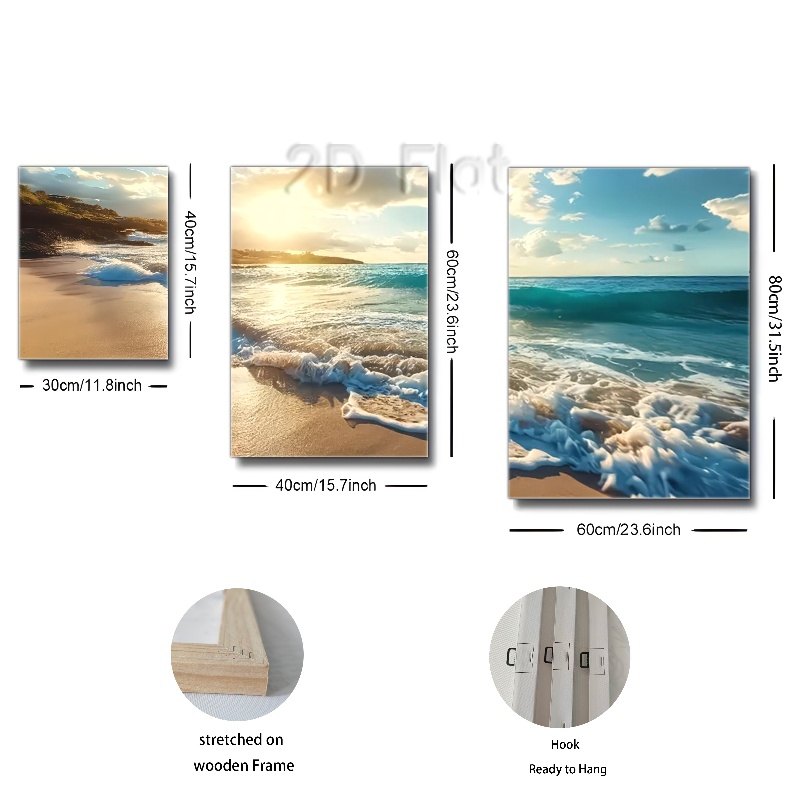 2D Flat
40cm/15.7inch
30cm/11.8inch
60cm/23.6inch
40cm/15.7inch
80cm/31.5inch
60cm/23.6inch
stretched on
wooden Frame
Hook
Ready to Hang